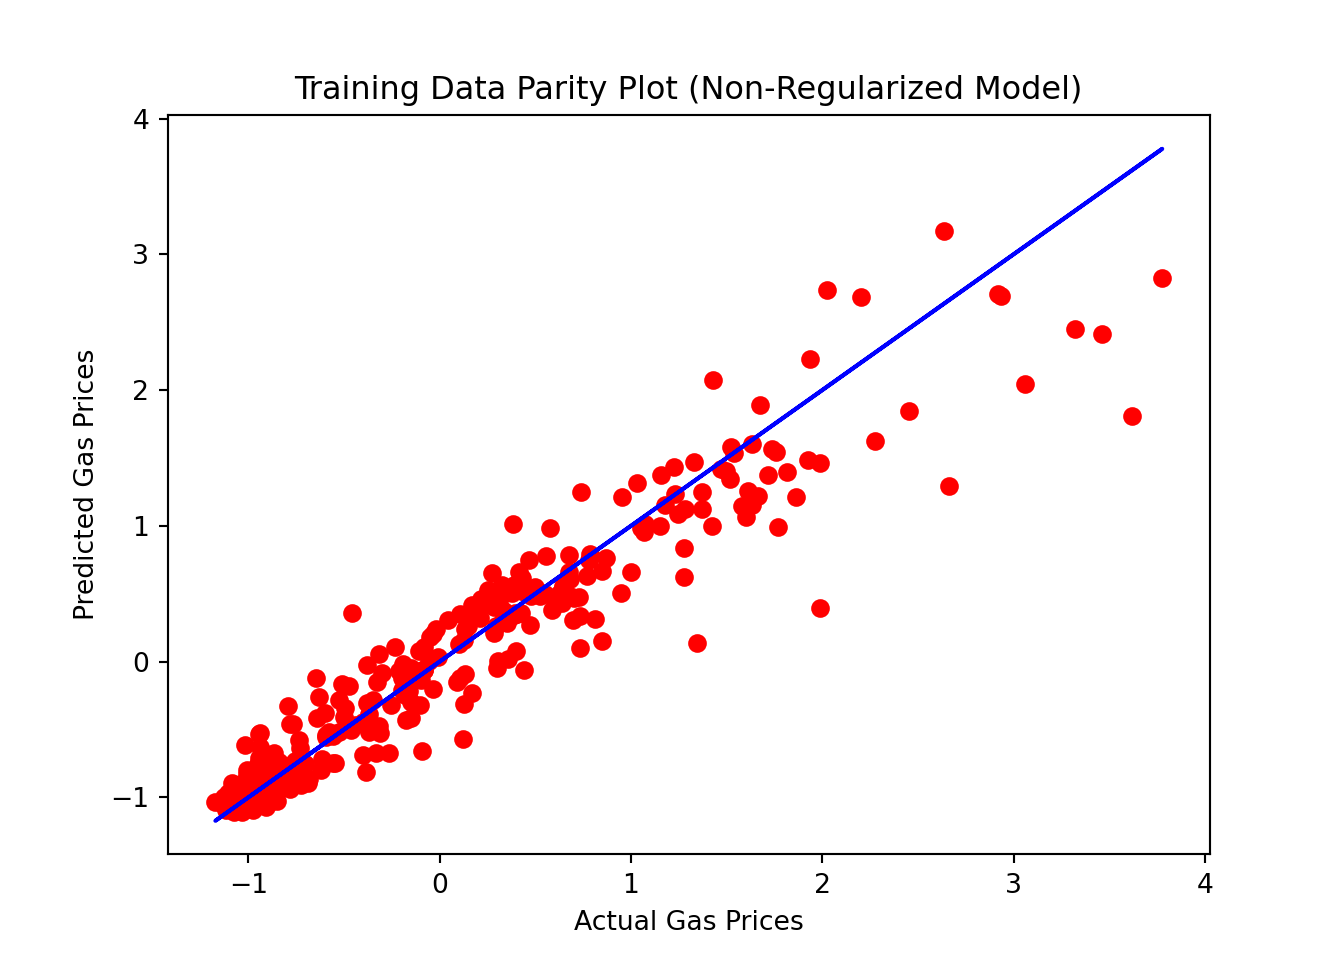 Training Data Parity Plot (Non-Regularized Model)
4
3
2
1
0
−1
Predicted Gas Prices
−1 0 1 2 3 4
Actual Gas Prices